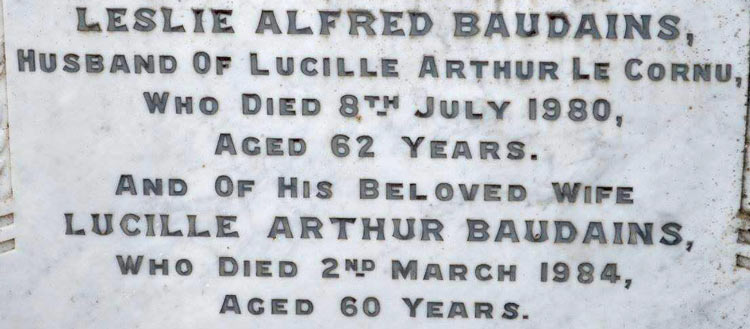 LESLIE ALFRED BAUDAINS,
HUSBAND OF LUCILLE ARTHUR LE CORNU,
WHO DIED 8TH JULY 1980,
AGED 62 YEARS.
AND OF HIS BELOVED WIFE
LUCILLE ARTHUR BAUDAINS,
WHO DIED 2ND MARCH 1984,
AGED 60 YEARS.